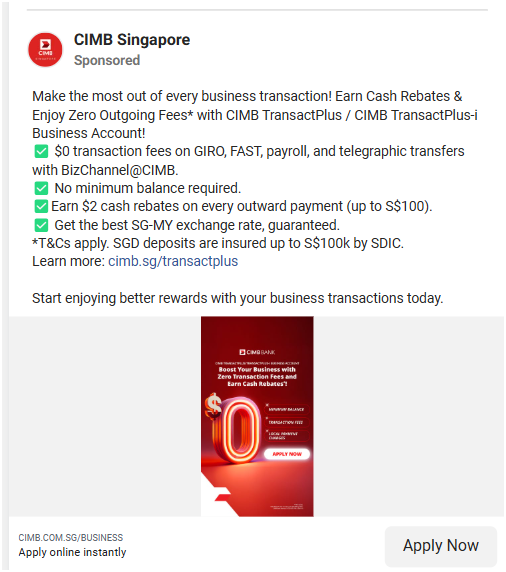 CIMB
SINGAPORE
CIMB Singapore
Sponsored
Make the most out of every business transaction! Earn Cash Rebates &
Enjoy Zero Outgoing Fees* with CIMB TransactPlus / CIMB TransactPlus-i
Business Account!
✅ $0 transaction fees on GIRO, FAST, payroll, and telegraphic transfers
with BizChannel@CIMB.
✅ No minimum balance required.
✅Earn $2 cash rebates on every outward payment (up to S$100).
✅ Get the best SG-MY exchange rate, guaranteed.
*T&Cs apply. SGD deposits are insured up to S$100k by SDIC.
Learn more: cimb.sg/transactplus
Start enjoying better rewards with your business transactions today.
CIMB BANK
Boost Your Business with
Zero Transaction Fees and
Earn Cash Rebates*!
$
0
MINIMUM BALANCE
TRANSACTION FEES
CHARGES
APPLY NOW
CIMB.COM.SG/BUSINESS
Apply online instantly
Apply Now